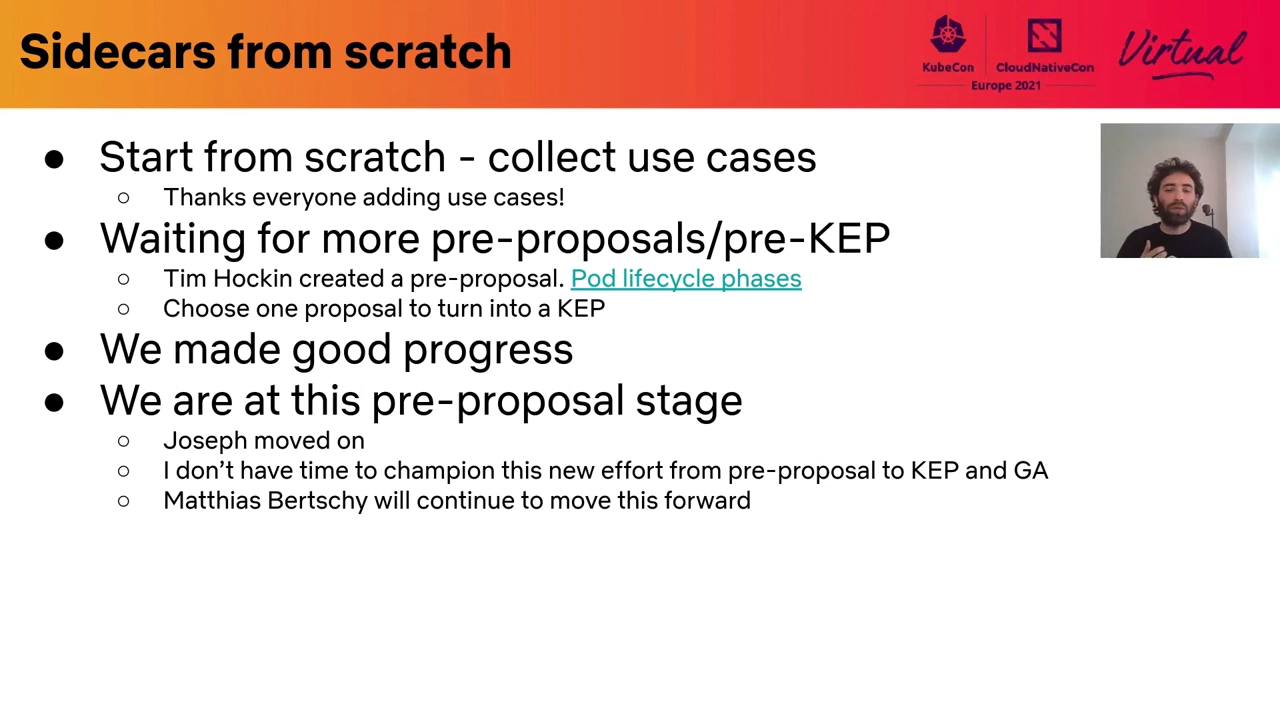 Sidecars from scratch
KubeCon
CloudNativeCon
Europe 2021
Virtual
● Start from scratch - collect use cases
○ Thanks everyone adding use cases!
● Waiting for more pre-proposals/pre-KEP
○ Tim Hockin created a pre-proposal. Pod lifecycle phases
○ Choose one proposal to turn into a KEP
● We made good progress
● We are at this pre-proposal stage
○ Joseph moved on
○ I don’t have time to champion this new effort from pre-proposal to KEP and GA
○ Matthias Bertschy will continue to move this forward